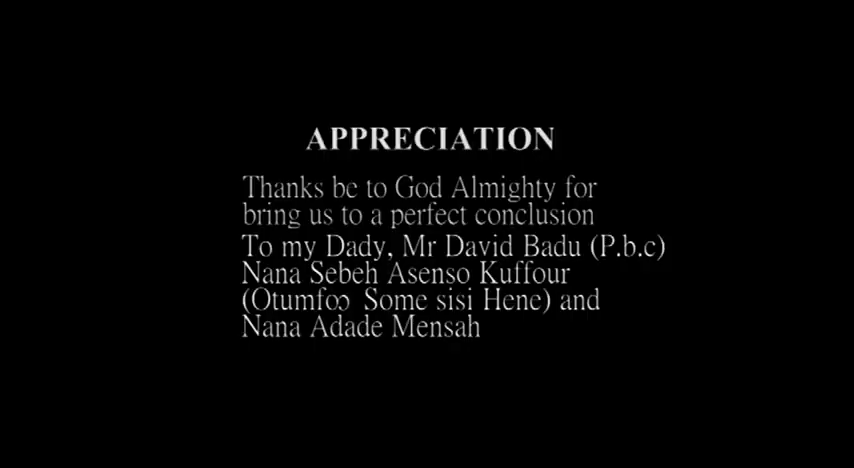 APPRECIATION
Thanks be to God Almighty for
bring us to a perfect conclusion
To my Dady, Mr David Badu (P.b.c)
Nana Sebeh Asenso Kuffour
(Otumfoɔ Some sisi Hene) and
Nana Adade Mensah